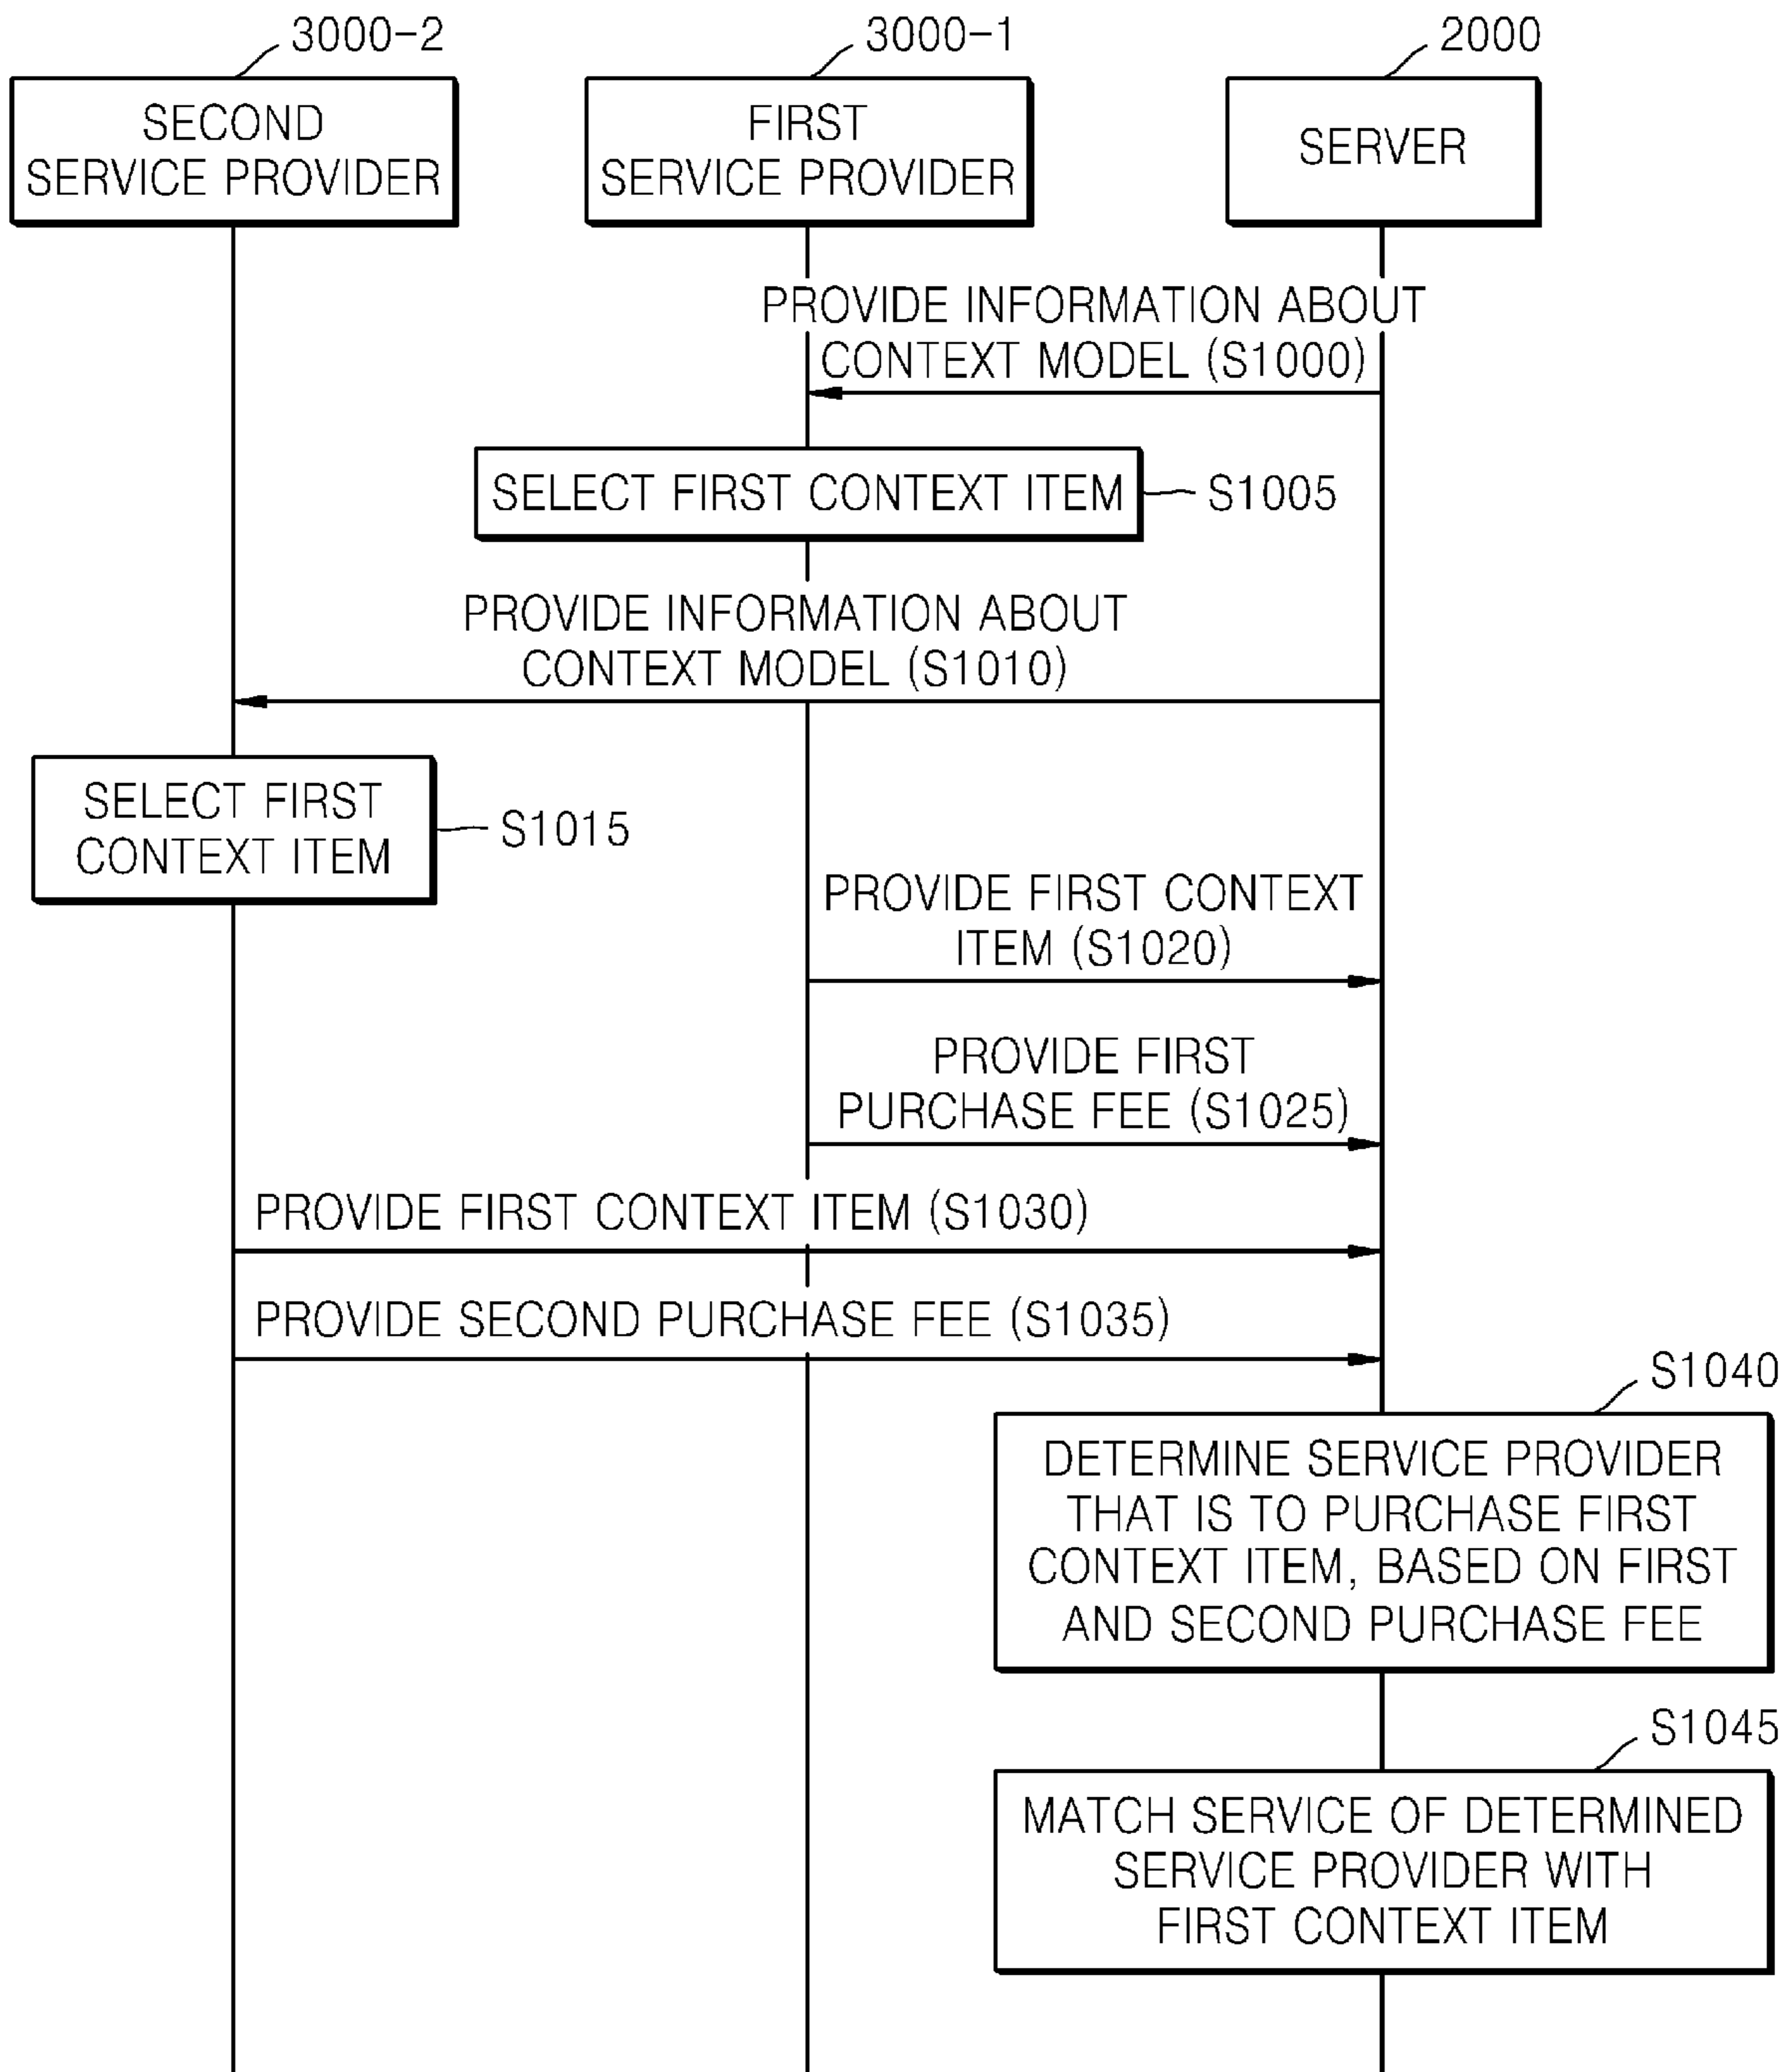 3000-2
3000-1
2000
SECOND
SERVICE PROVIDER
FIRST
SERVICE PROVIDER
SERVER
PROVIDE INFORMATION ABOUT
CONTEXT MODEL (S1000)
SELECT FIRST CONTEXT ITEM
S1005
PROVIDE INFORMATION ABOUT
CONTEXT MODEL (S1010)
SELECT FIRST
CONTEXT ITEM
S1015
PROVIDE FIRST CONTEXT
ITEM (S1020)
PROVIDE FIRST
PURCHASE FEE (S1025)
PROVIDE FIRST CONTEXT ITEM (S1030)
PROVIDE SECOND PURCHASE FEE (S1035)
S1040
DETERMINE SERVICE PROVIDER
THAT IS TO PURCHASE FIRST
CONTEXT ITEM, BASED ON FIRST
AND SECOND PURCHASE FEE
S1045
MATCH SERVICE OF DETERMINED
SERVICE PROVIDER WITH
FIRST CONTEXT ITEM